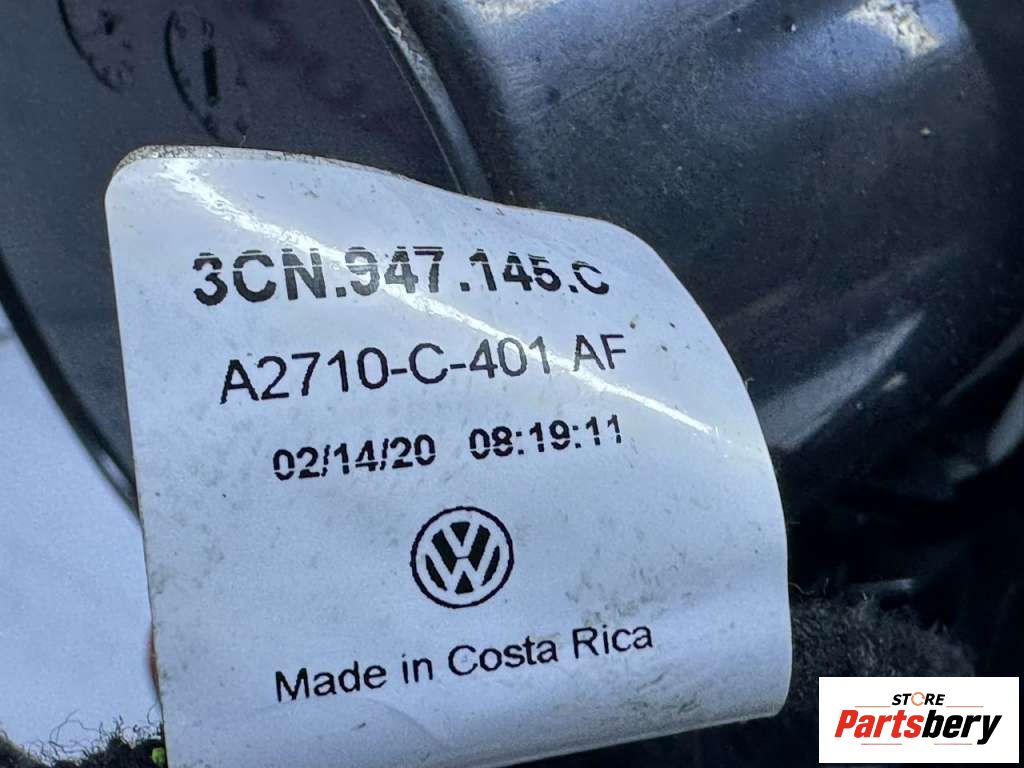 3CN.947.145.C
A2710-C-401 AF
02/14/20 08:19:11
Made in Costa Rica
STORE
Partsbery